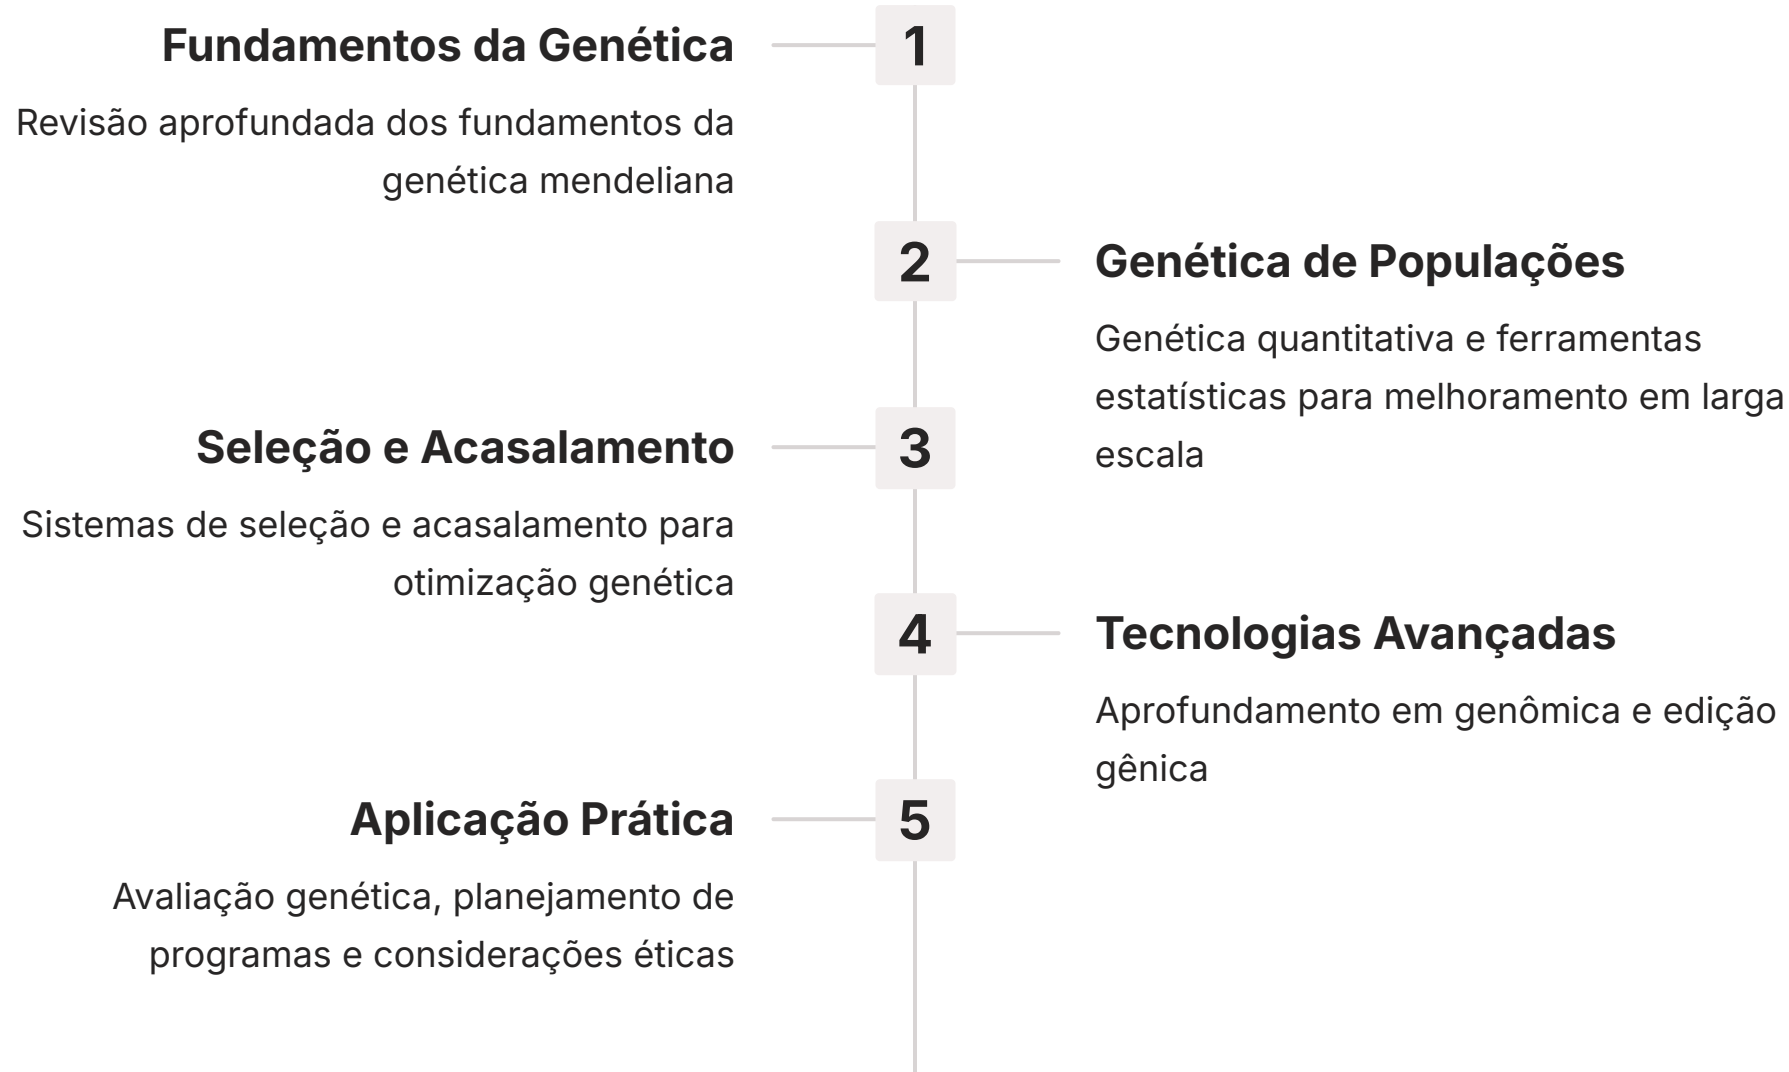 Fundamentos da Genética
1
Revisão aprofundada dos fundamentos da
genética mendeliana
2
Genética de Populações
Genética quantitativa e ferramentas
estatísticas para melhoramento em larga
escala
Seleção e Acasalamento
3
Sistemas de seleção e acasalamento para
otimização genética
4
Tecnologias Avançadas
Aprofundamento em genômica e edição
gênica
Aplicação Prática
5
Avaliação genética, planejamento de
programas e considerações éticas